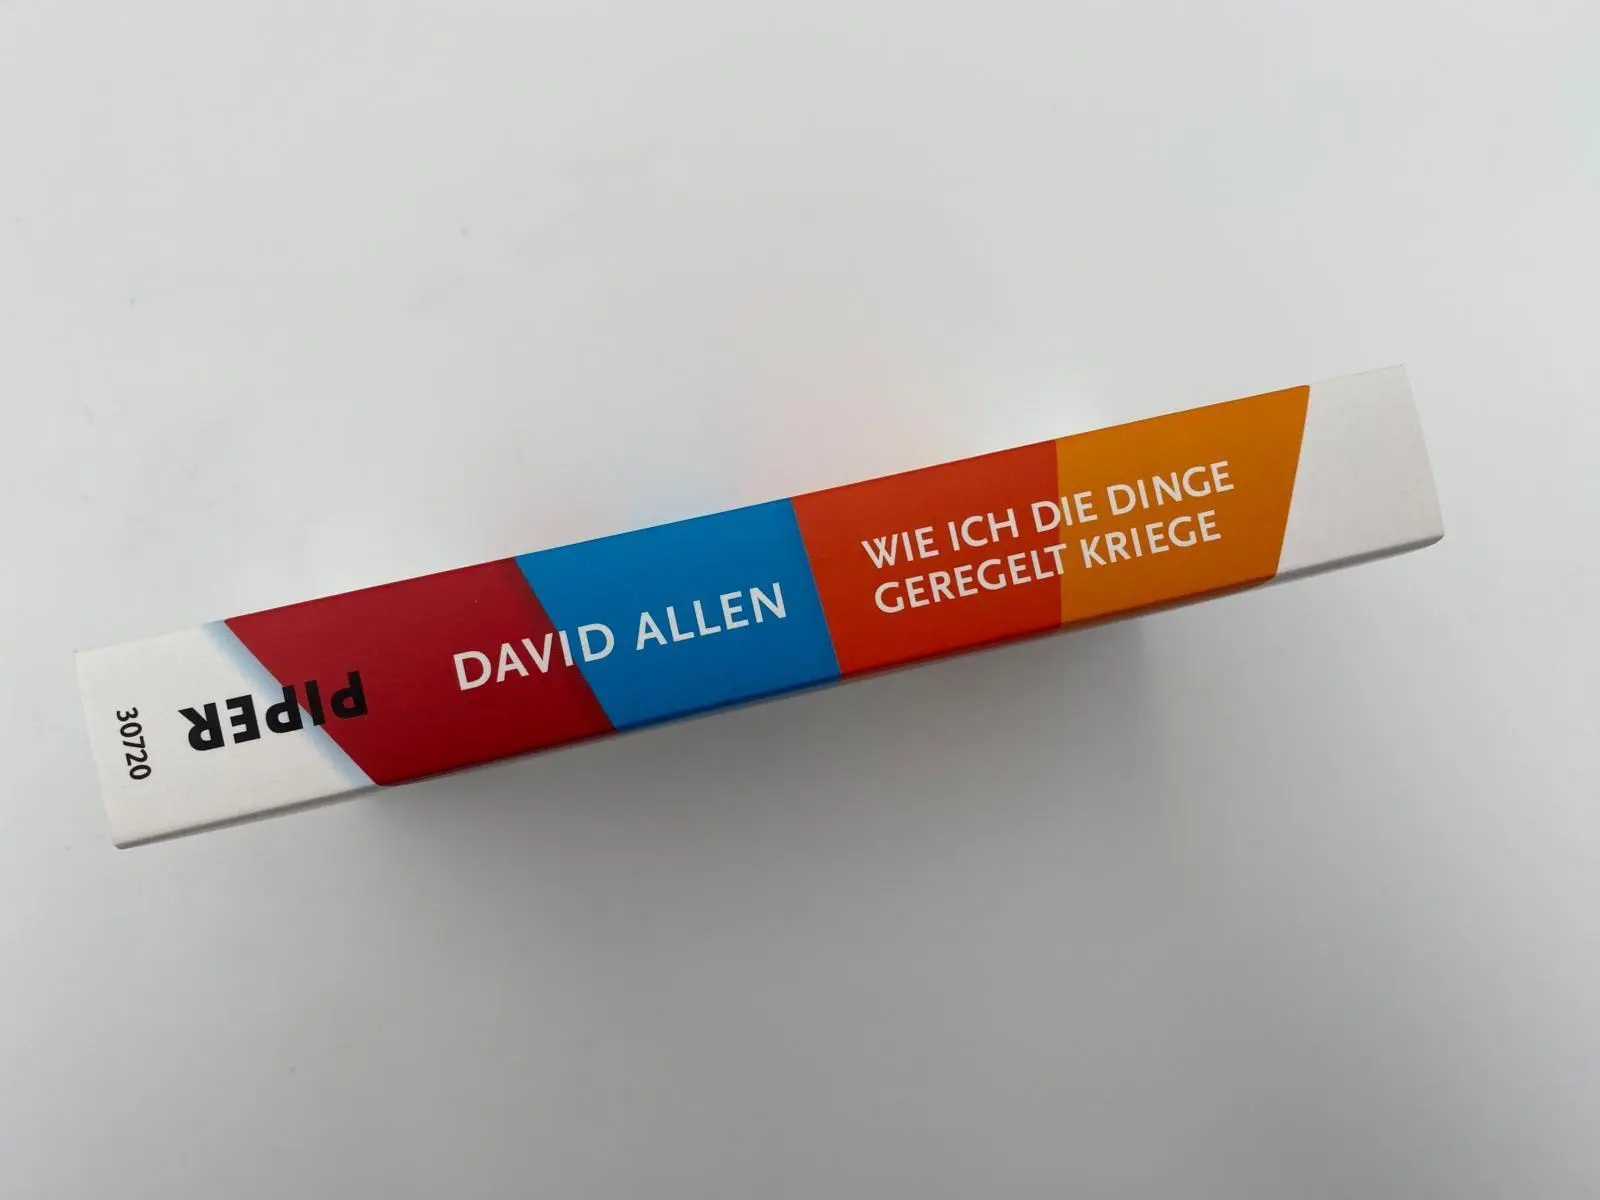 DAVID ALLEN
WIE ICH DIE DINGE
GEREGELT KRIEGE
PIPER
30720